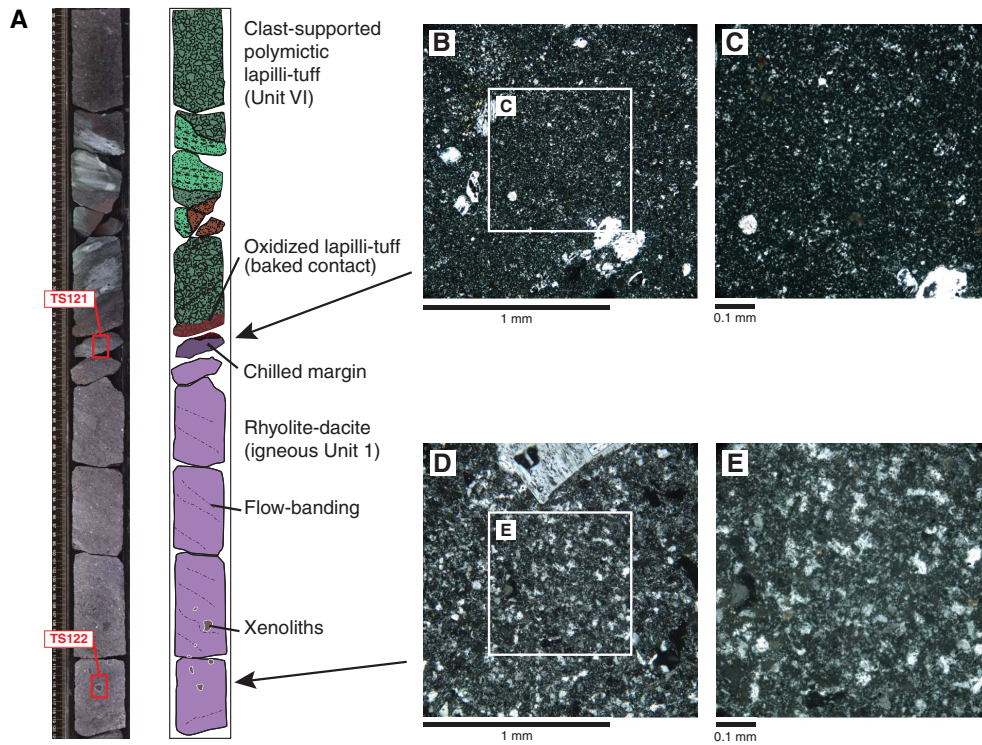 A
Clast-supported
polymictic
lapilli-tuff
(Unit VI)
Oxidized lapilli-tuff
(baked contact)
TS121
Chilled margin
Rhyolite-dacite
(igneous Unit 1)
Flow-banding
Xenoliths
TS122
B
C
1 mm
C
0.1 mm
D
E
1 mm
E
0.1 mm